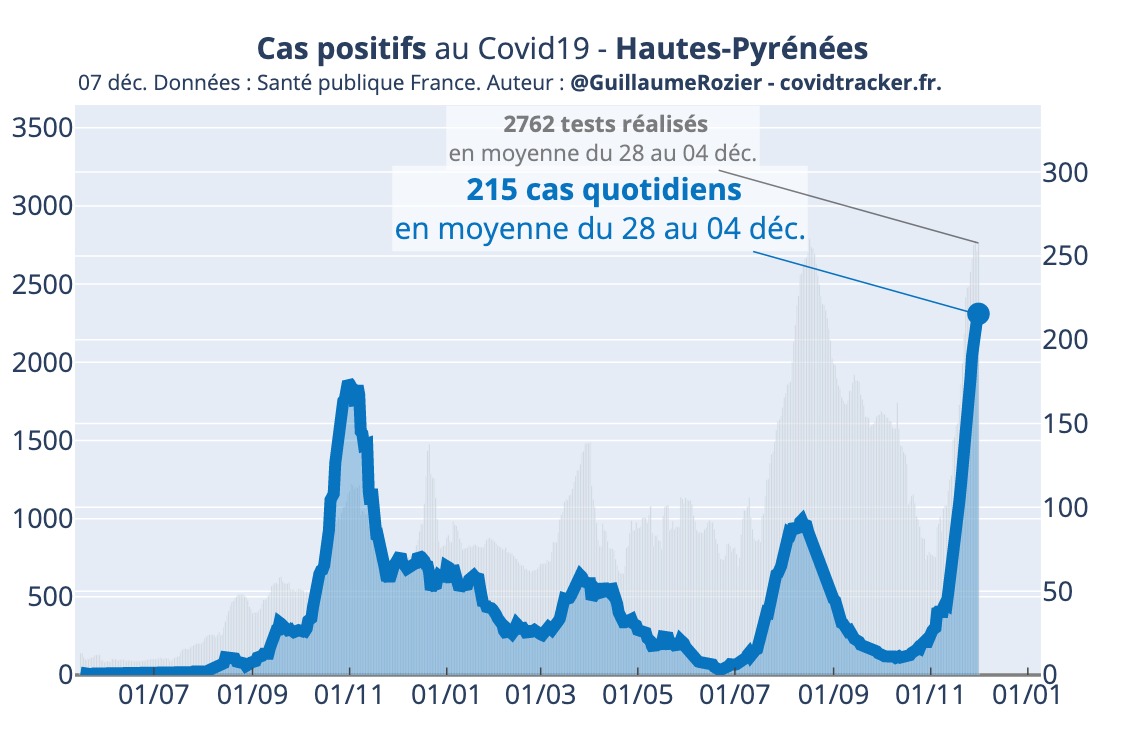 Cas positifs au Covid19 - Hautes-Pyrénées
07 déc. Données : Santé publique France. Auteur : @GuillaumeRozier - covidtracker.fr.
2762 tests réalisés
en moyenne du 28 au 04 déc.
215 cas quotidiens
en moyenne du 28 au 04 déc.
3500
3000
2500
2000
1500
1000
500
0
300
250
200
150
100
50
0
01/07 01/09 01/11 01/01 01/03 01/05 01/07 01/09 01/11 01/01